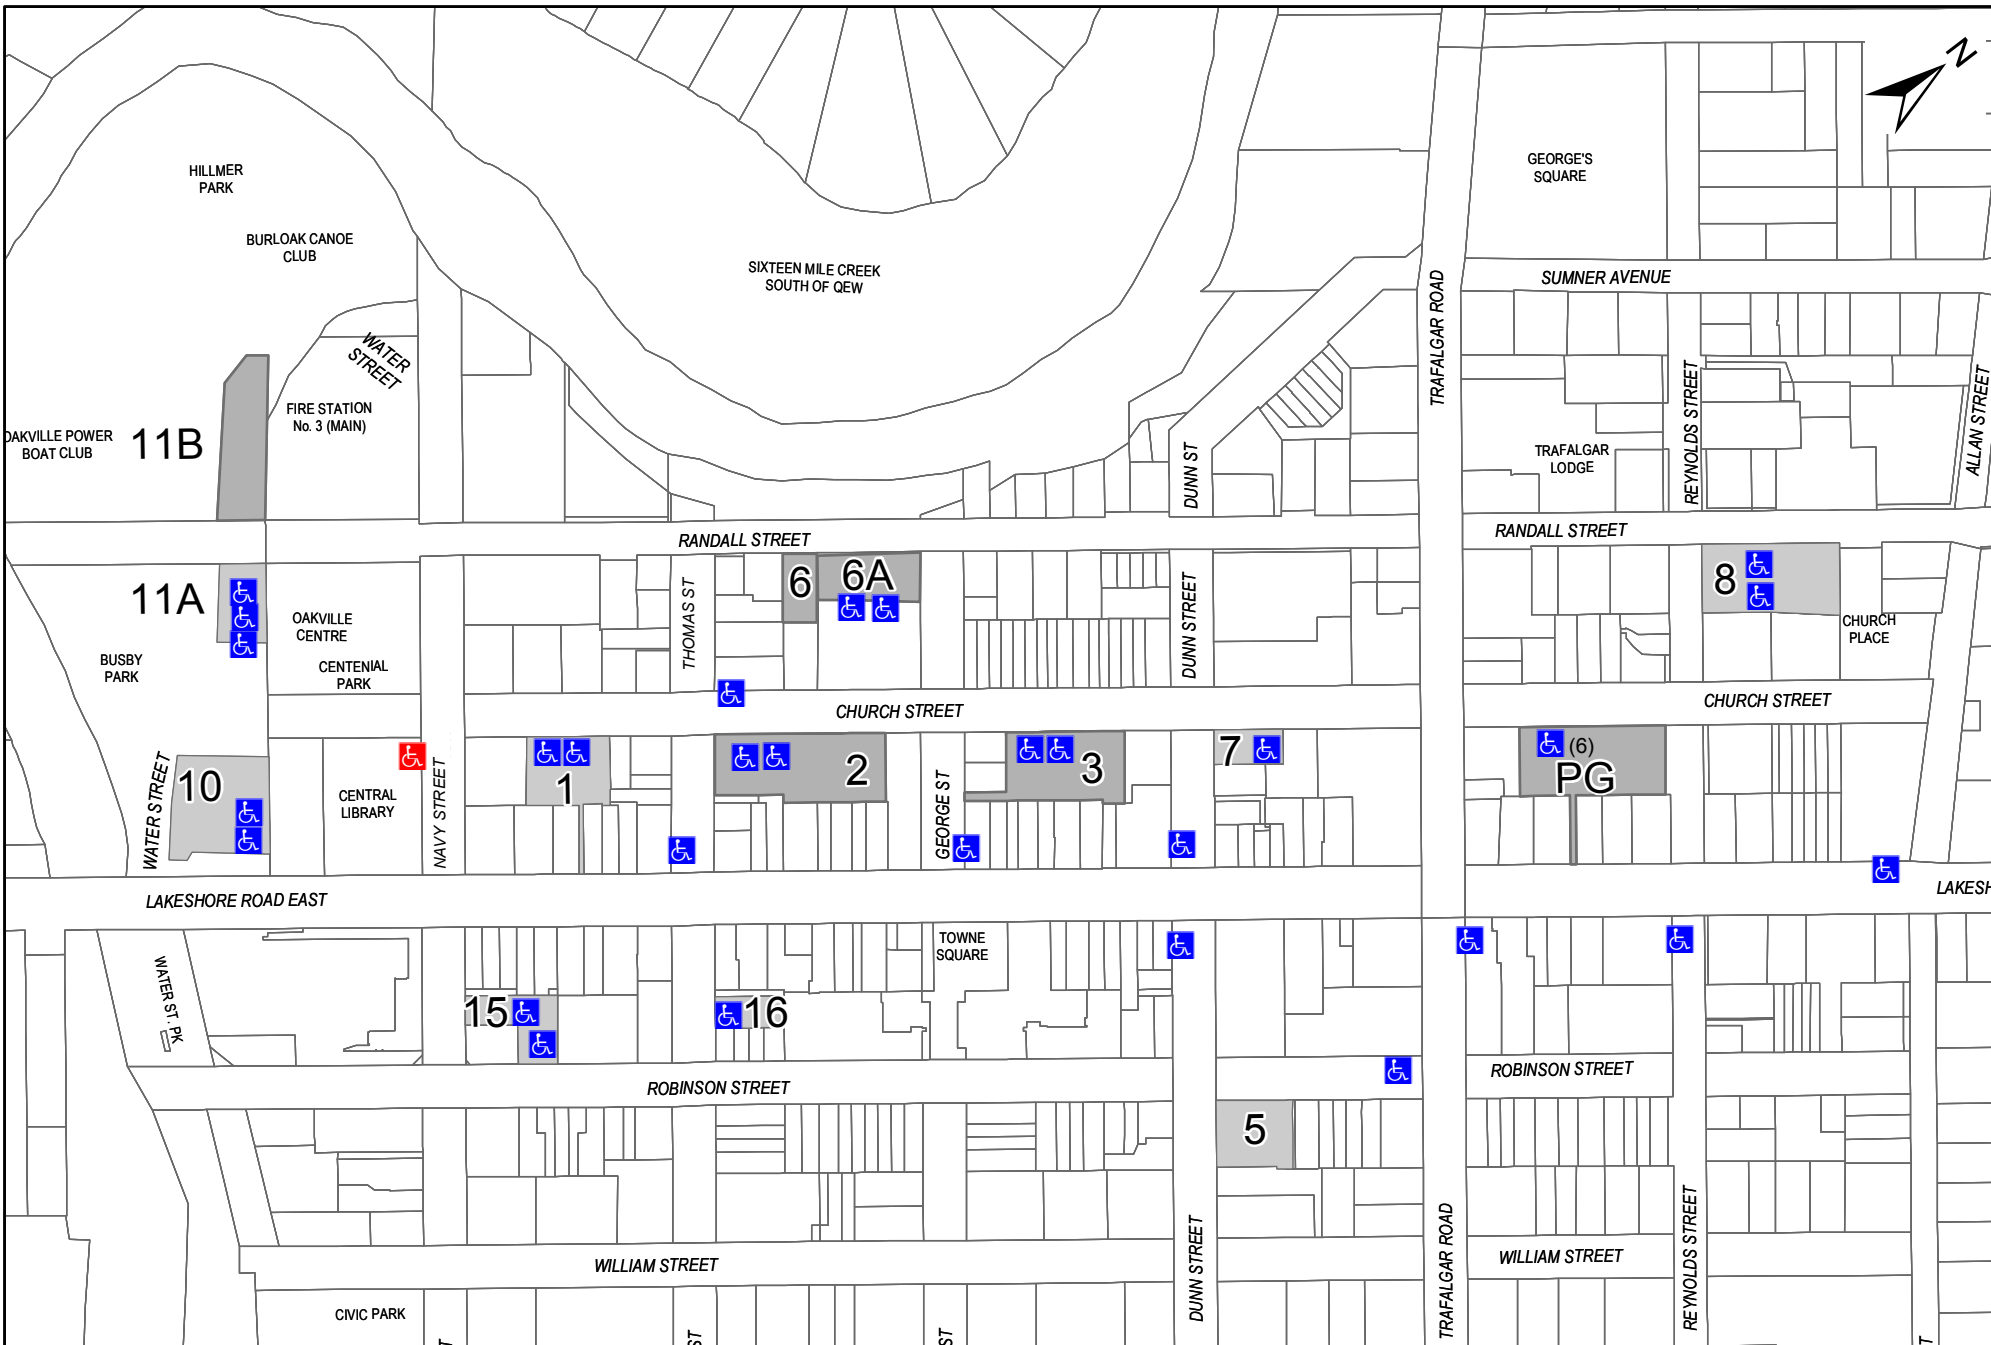 N
HILLMER
PARK
GEORGE'S
SQUARE
BURLOAK CANOE
CLUB
SIXTEEN MILE CREEK
SOUTH OF QEW
SUMNER AVENUE
TRAFALGAR ROAD
WATER
STREET
REYNOLDS STREET
ALLAN STREET
FIRE STATION
No. 3 (MAIN)
OAKVILLE POWER
BOAT CLUB
11B
TRAFALGAR
LODGE
DUNN ST
RANDALL STREET
RANDALL STREET
11A
OAKVILLE
CENTRE
THOMAS ST
6
6A
DUNN STREET
8
CHURCH
PLACE
BUSBY
PARK
CENTENIAL
PARK
CHURCH STREET
CHURCH STREET
WATER STREET
10
CENTRAL
LIBRARY
NAVY STREET
1
2
GEORGE ST
3
7
(6)
PG
LAKESHORE ROAD EAST
LAKESH
WATER ST. PK
TOWNE
SQUARE
15
16
ROBINSON STREET
ROBINSON STREET
5
WILLIAM STREET
WILLIAM STREET
DUNN STREET
TRAFALGAR ROAD
REYNOLDS STREET
CIVIC PARK
ST
ST